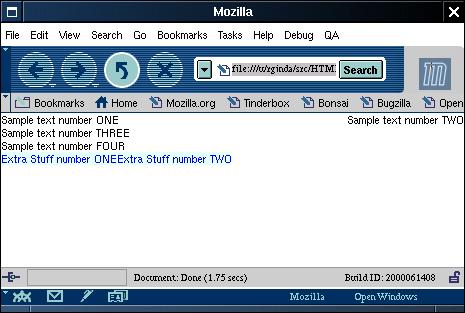 Mozilla
File Edit View Search Go Bookmarks Tasks Help Debug QA
file:///u/rginda/src/HTMl Search
Bookmarks Home Mozilla.org Tinderbox Bonsai Bugzilla Open
Sample text number ONE Sample text number TWO
Sample text number THREE
Sample text number FOUR
Extra Stuff number ONEExtra Stuff number TWO
Document: Done (1.75 secs) Build ID: 2000061408
Mozilla Open Windows